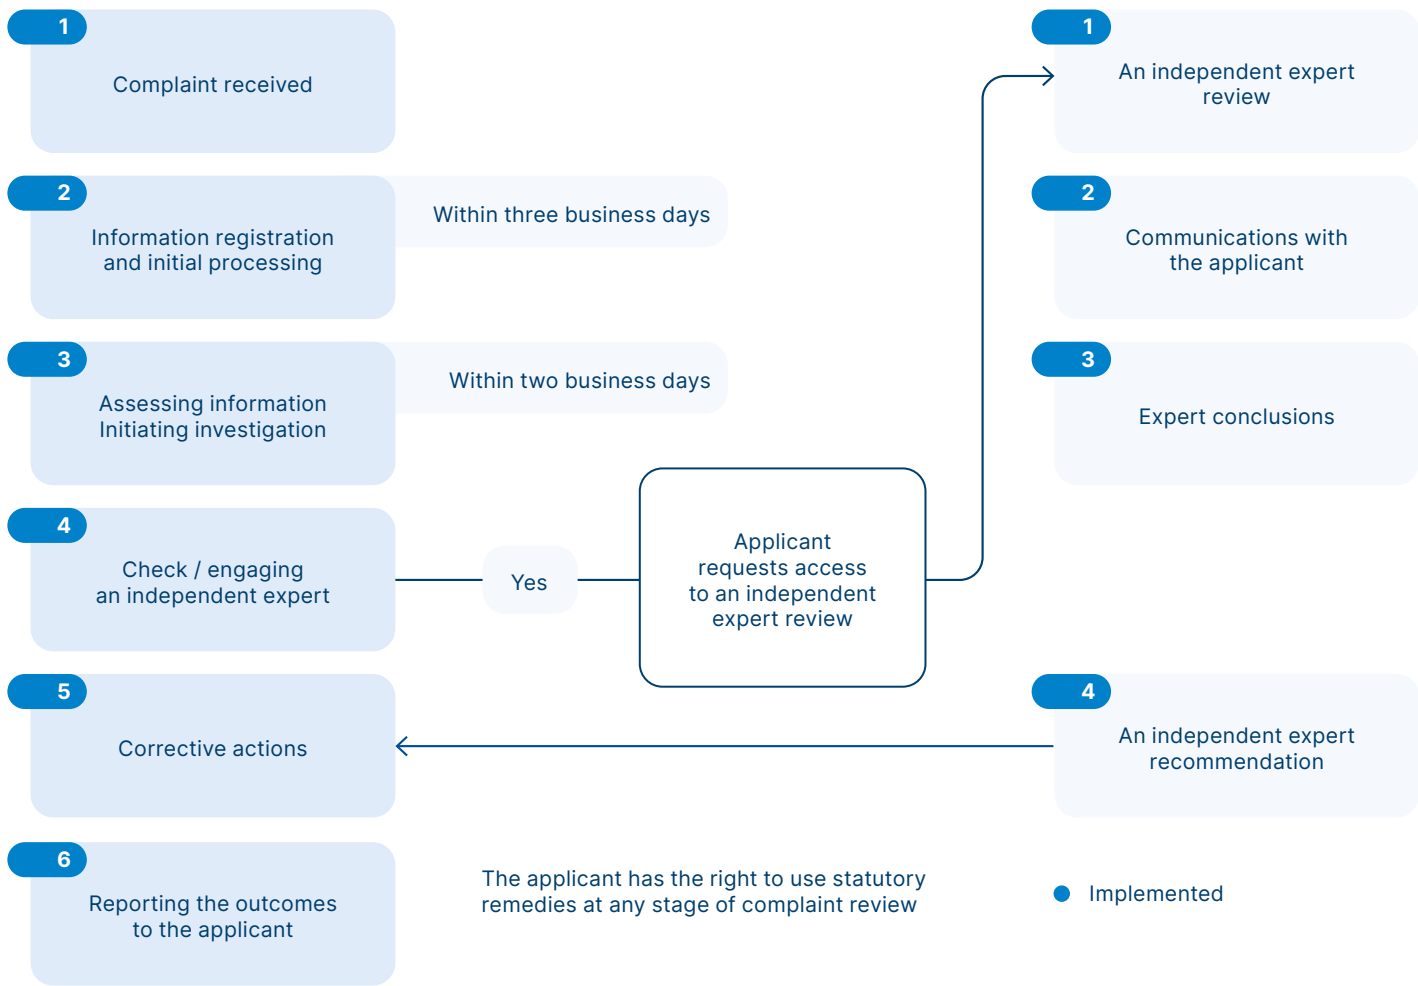 1
Complaint received
2
Information registration
and initial processing
Within three business days
3
Assessing information
Initiating investigation
Within two business days
4
Check / engaging
an independent expert
Yes
Applicant
requests access
to an independent
expert review
5
Corrective actions
6
Reporting the outcomes
to the applicant
1
An independent expert
review
2
Communications with
the applicant
3
Expert conclusions
4
An independent expert
recommendation
The applicant has the right to use statutory
remedies at any stage of complaint review
Implemented